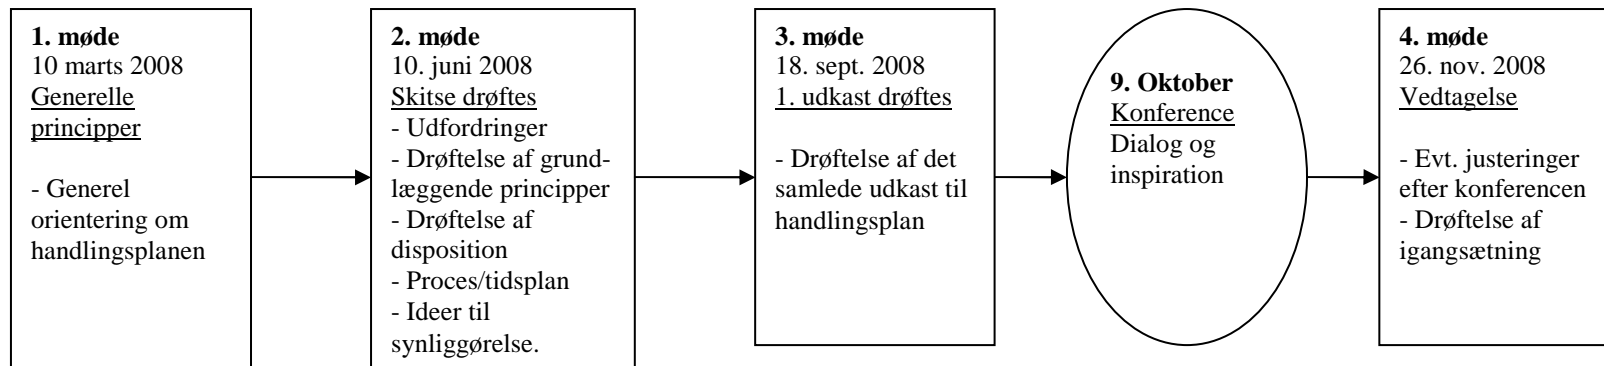 1. møde
10 marts 2008
Generelle
principper
- Generel
orientering om
handlingsplanen
2. møde
10. juni 2008
Skitse drøftes
- Udfordringer
- Drøftelse af grund-
læggende principper
- Drøftelse af
disposition
- Proces/tidsplan
- Ideer til
synliggørelse.
3. møde
18. sept. 2008
1. udkast drøftes
- Drøftelse af det
samlede udkast til
handlingsplan
9. Oktober
Konference
Dialog og
inspiration
4. møde
26. nov. 2008
Vedtagelse
- Evt. justeringer
efter konferencen
- Drøftelse af
igangsætning